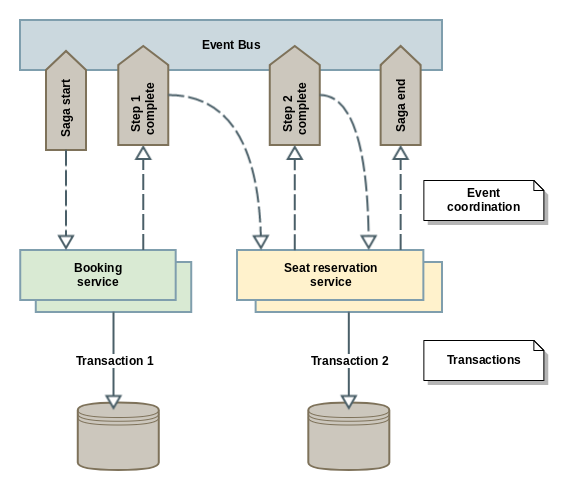 Event Bus
Saga start
Step 1
complete
Step 2
complete
Saga end
Event
coordination
Booking
service
Seat reservation
service
Transaction 1
Transaction 2
Transactions